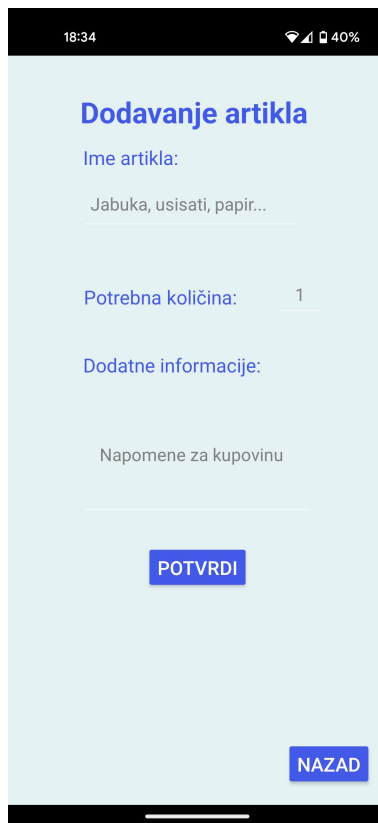 18:34 40%
Dodavanje artikla
Ime artikla:
Jabuka, usisati, papir...
Potrebna količina: 1
Dodatne informacije:
Napomene za kupovinu
POTVRDI
NAZAD